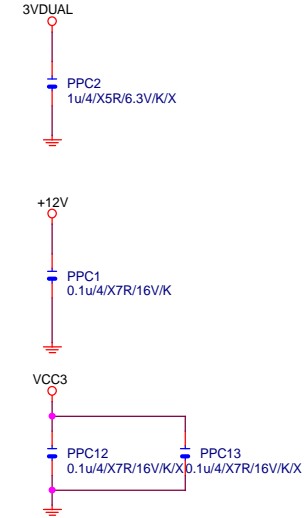 3VDUAL
PPC2
1u/4/X5R/6.3V/K/X
+12V
PPC1
0.1u/4/X7R/16V/K
VCC3
PPC12
0.1u/4/X7R/16V/K/X
PPC13
0.1u/4/X7R/16V/K/X